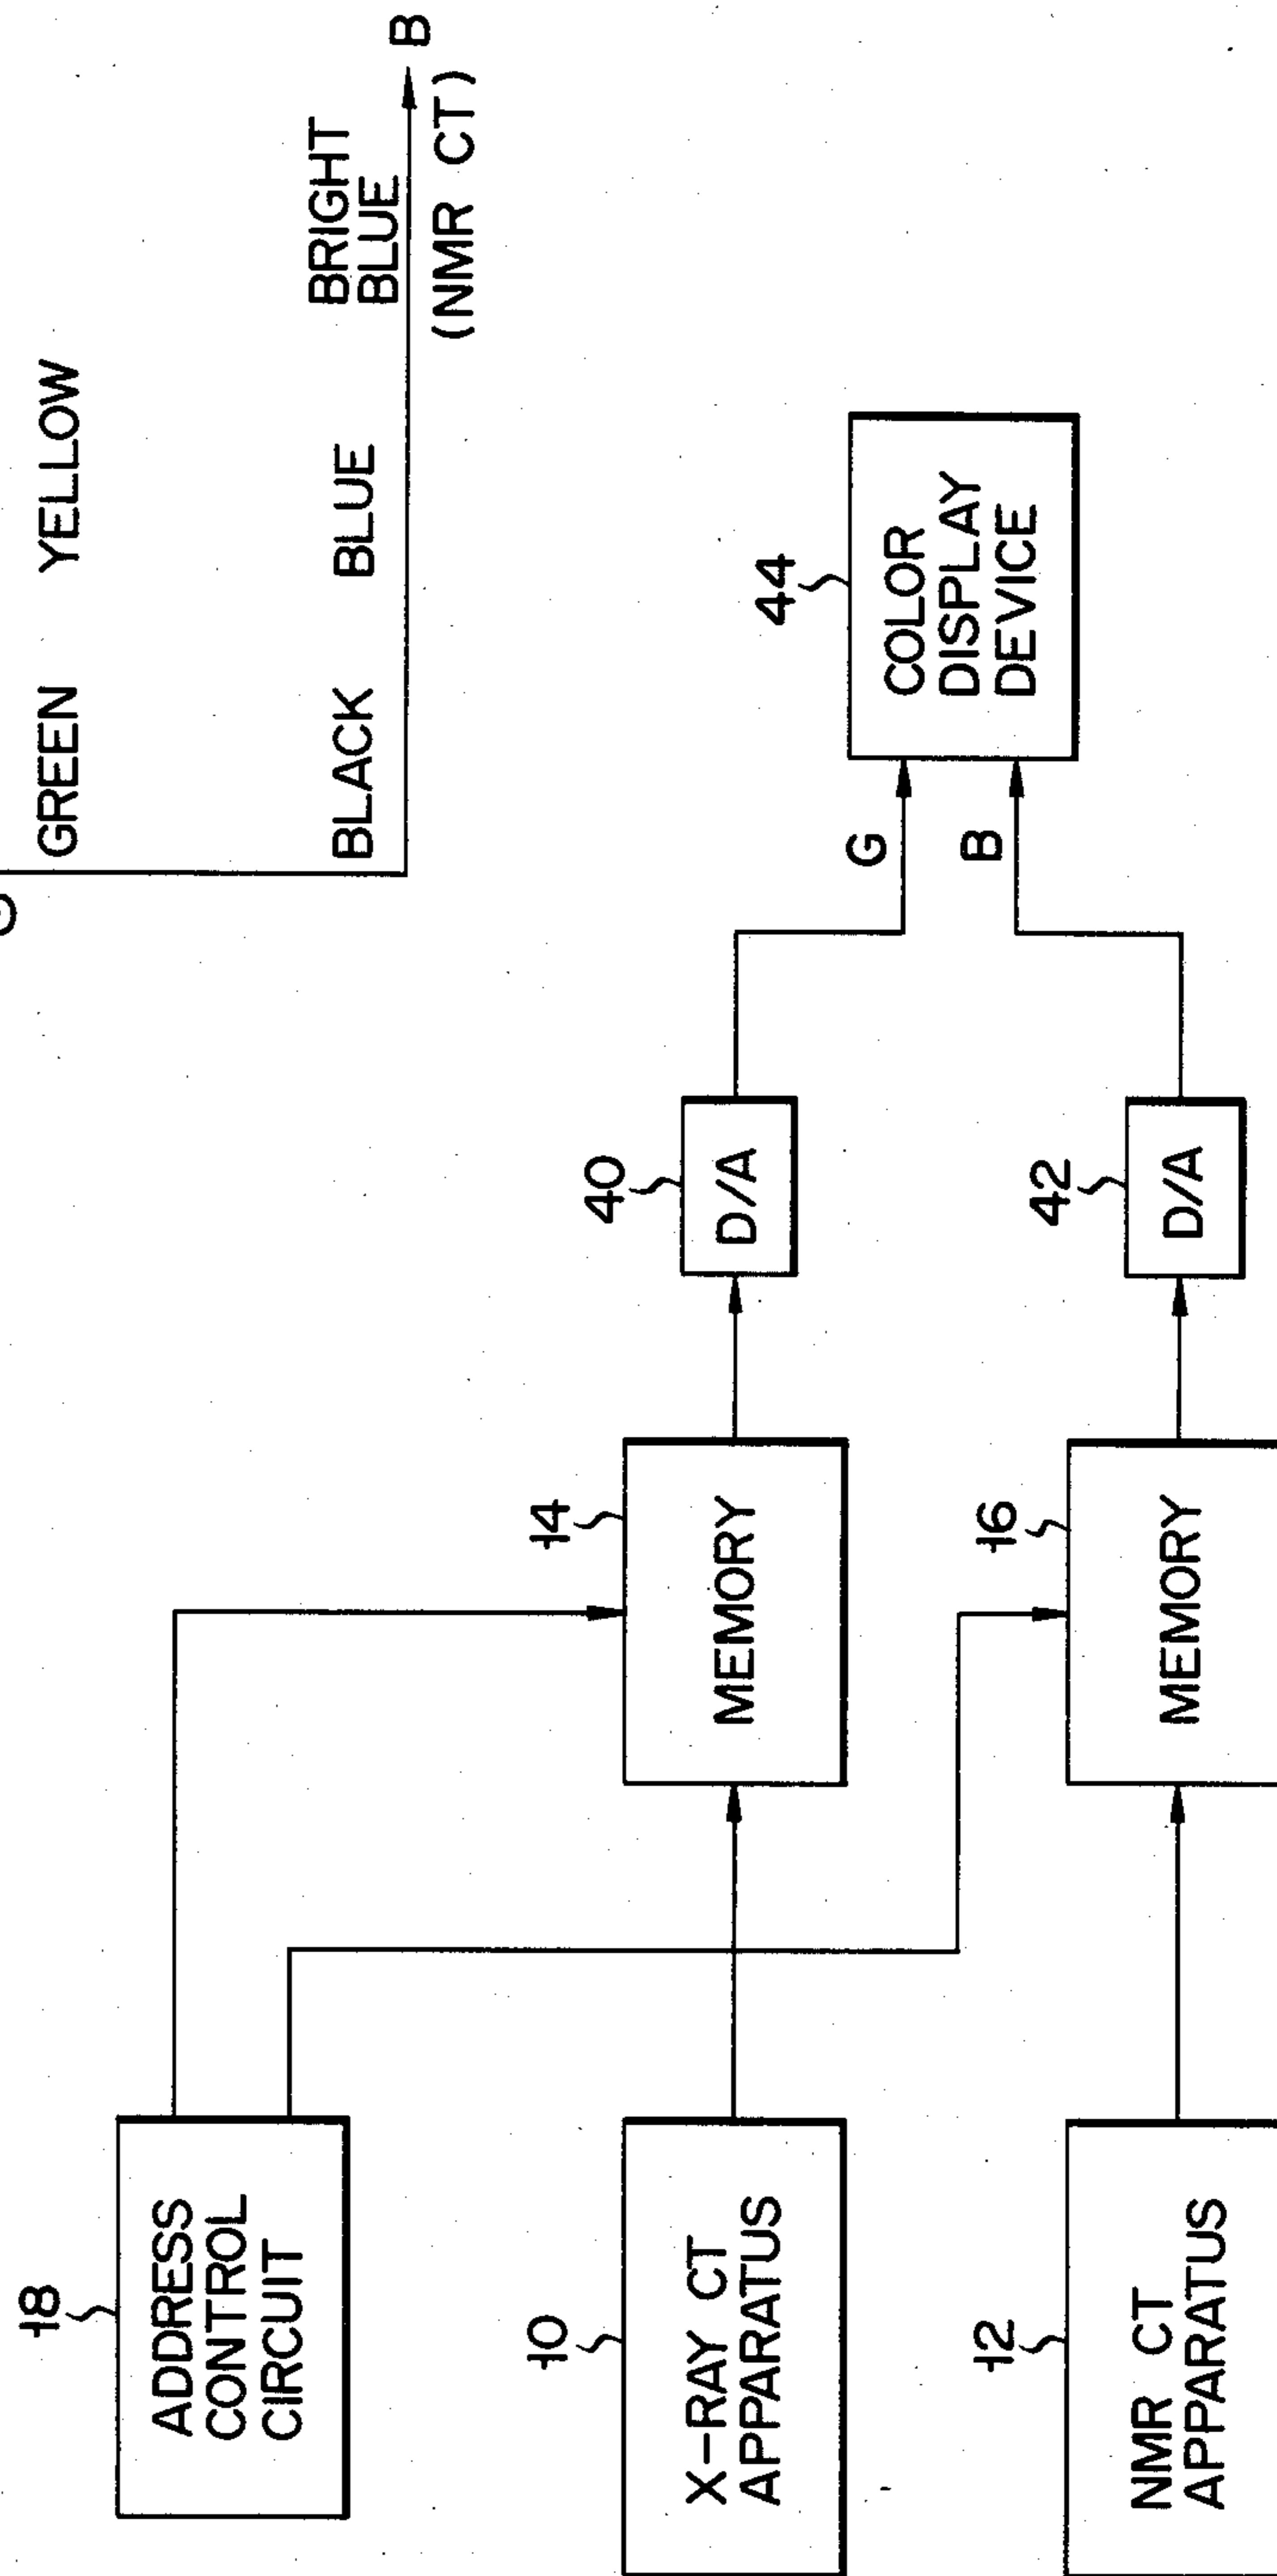 G
GREEN YELLOW
BLACK BLUE
BRIGHT
BLUE
B
(NMR CT)
18
ADDRESS
CONTROL
CIRCUIT
10
X-RAY CT
APPARATUS
12
NMR CT
APPARATUS
14
MEMORY
16
MEMORY
40
D/A
42
D/A
G
B
44
COLOR
DISPLAY
DEVICE